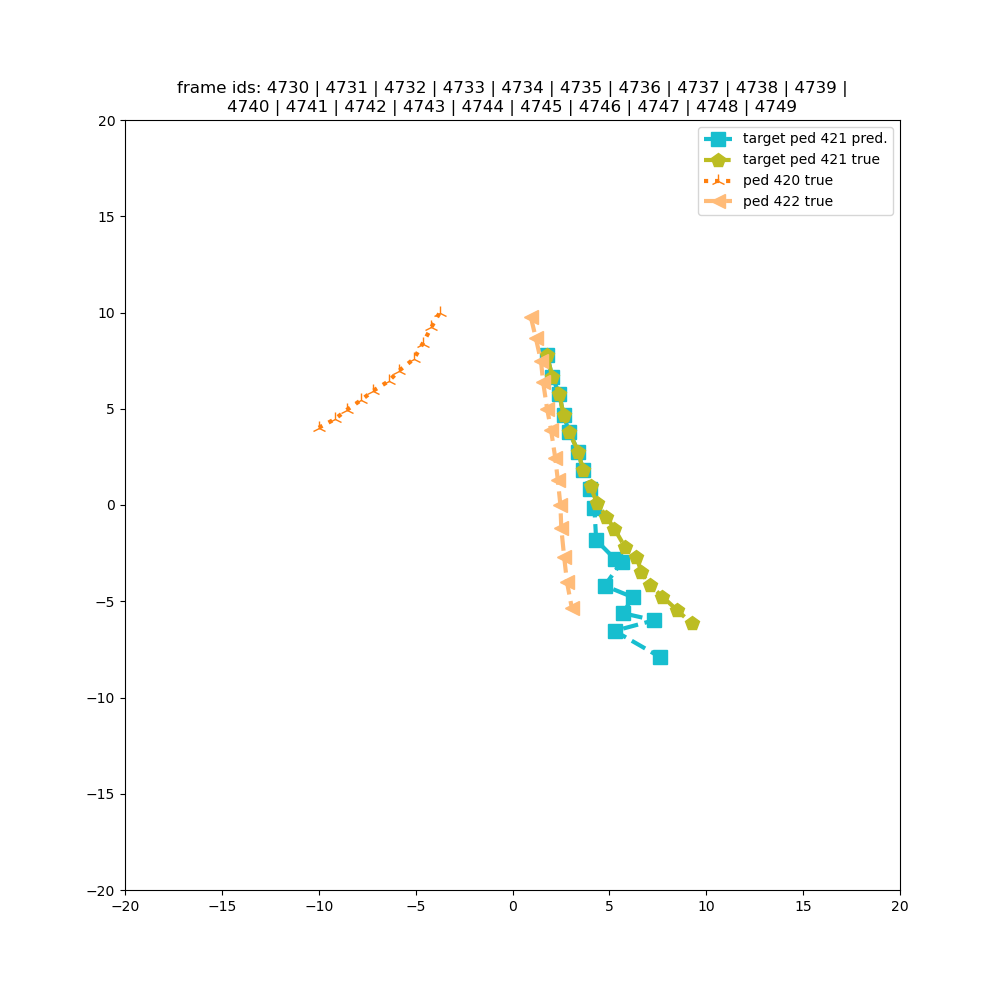 frame ids: 4730 | 4731 | 4732 | 4733 | 4734 | 4735 | 4736 | 4737 | 4738 | 4739 |
4740 | 4741 | 4742 | 4743 | 4744 | 4745 | 4746 | 4747 | 4748 | 4749
target ped 421 pred.
target ped 421 true
ped 420 true
ped 422 true
20
15
10
5
0
−5
−10
−15
−20
−20 −15 −10 −5 0 5 10 15 20